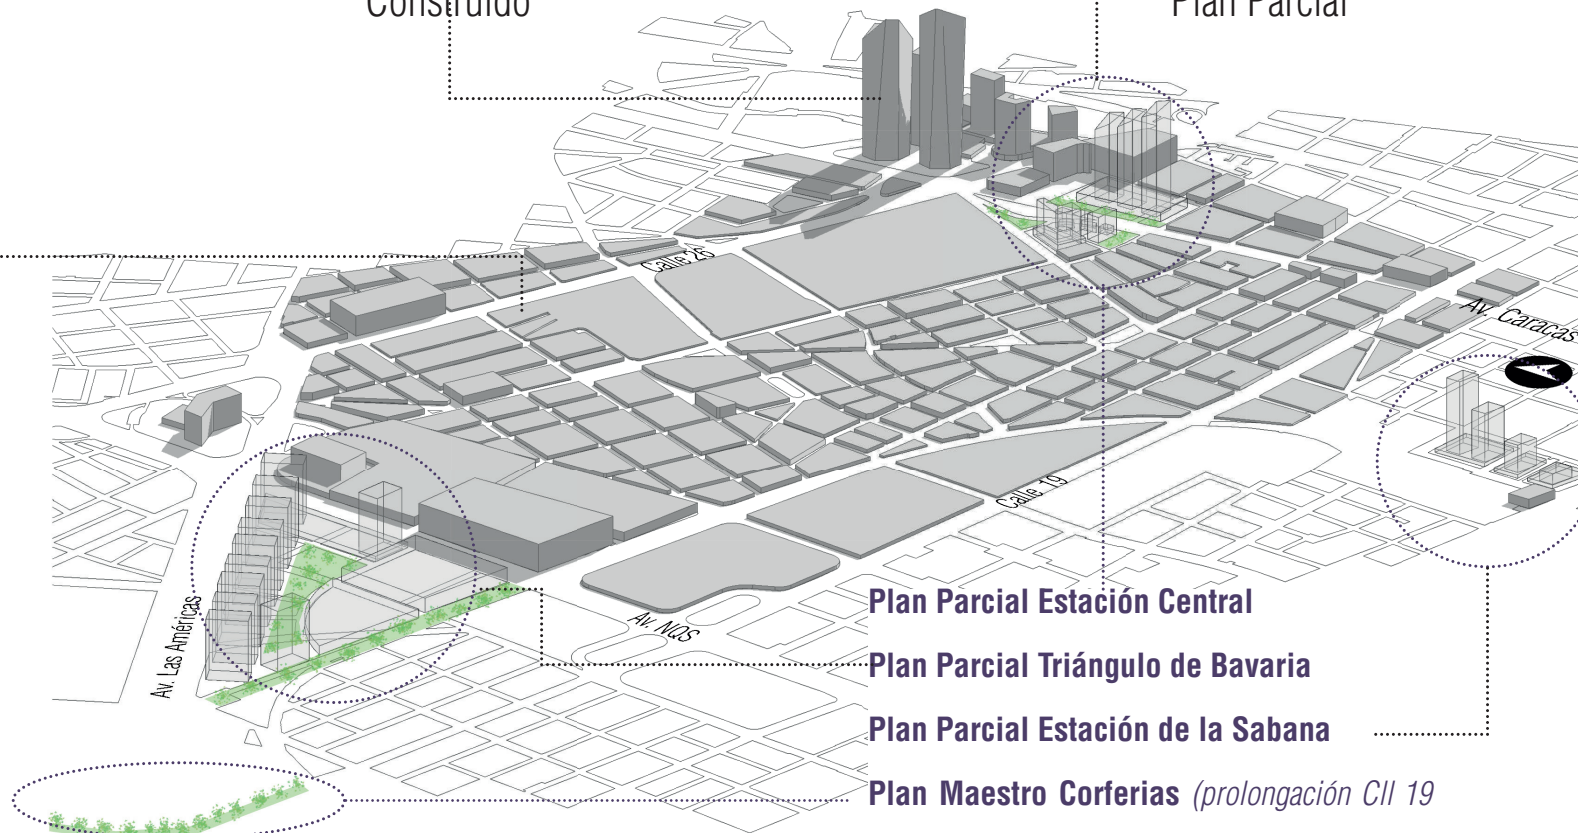 Construido
Plan Parcial
Calle 26
Av. Caracas
Calle 19
Av. NQS
Av. Las Américas
Plan Parcial Estación Central
Plan Parcial Triángulo de Bavaria
Plan Parcial Estación de la Sabana
Plan Maestro Corferias (prolongación Cll 19